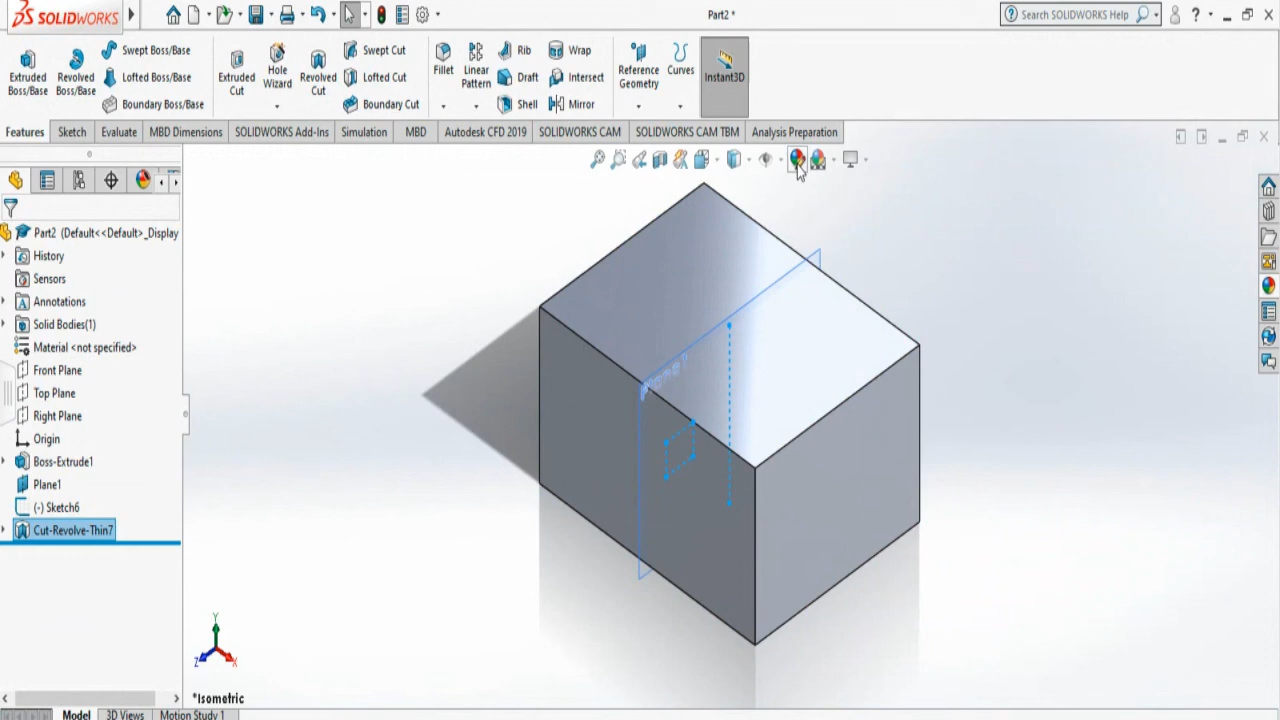 SOLIDWORKS
Part2 *
Search SOLIDWORKS Help
Extruded Boss/Base
Revolved Boss/Base
Swept Boss/Base
Lofted Boss/Base
Boundary Boss/Base
Extruded Cut
Hole Wizard
Revolved Cut
Swept Cut
Lofted Cut
Boundary Cut
Fillet
Linear Pattern
Rib
Draft
Shell
Wrap
Intersect
Mirror
Reference Geometry
Curves
Instant3D
Features
Sketch
Evaluate
MBD Dimensions
SOLIDWORKS Add-Ins
Simulation
MBD
Autodesk CFD 2019
SOLIDWORKS CAM
SOLIDWORKS CAM TBM
Analysis Preparation
Part2 (Default<<Default>_Display
History
Sensors
Annotations
Solid Bodies(1)
Material <not specified>
Front Plane
Top Plane
Right Plane
Origin
Boss-Extrude1
Plane1
(-) Sketch6
Cut-Revolve-Thin7
Plane1
Y
Z
X
*Isometric
Model
3D Views
Motion Study 1